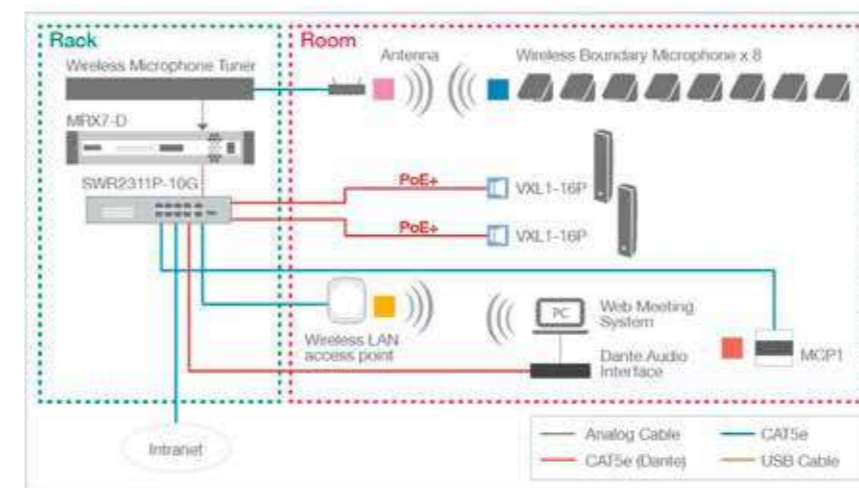 Rack
Room
Wireless Microphone Tuner
Antenna
Wireless Boundary Microphone x 8
MRX7-D
SWR2311P-10G
PoE+
VXL1-16P
PoE+
VXL1-16P
Wireless LAN
access point
PC
Web Meeting
System
Dante Audio
Interface
MCP1
Intranet
Analog Cable
CAT5e
CAT5e (Dante)
USB Cable